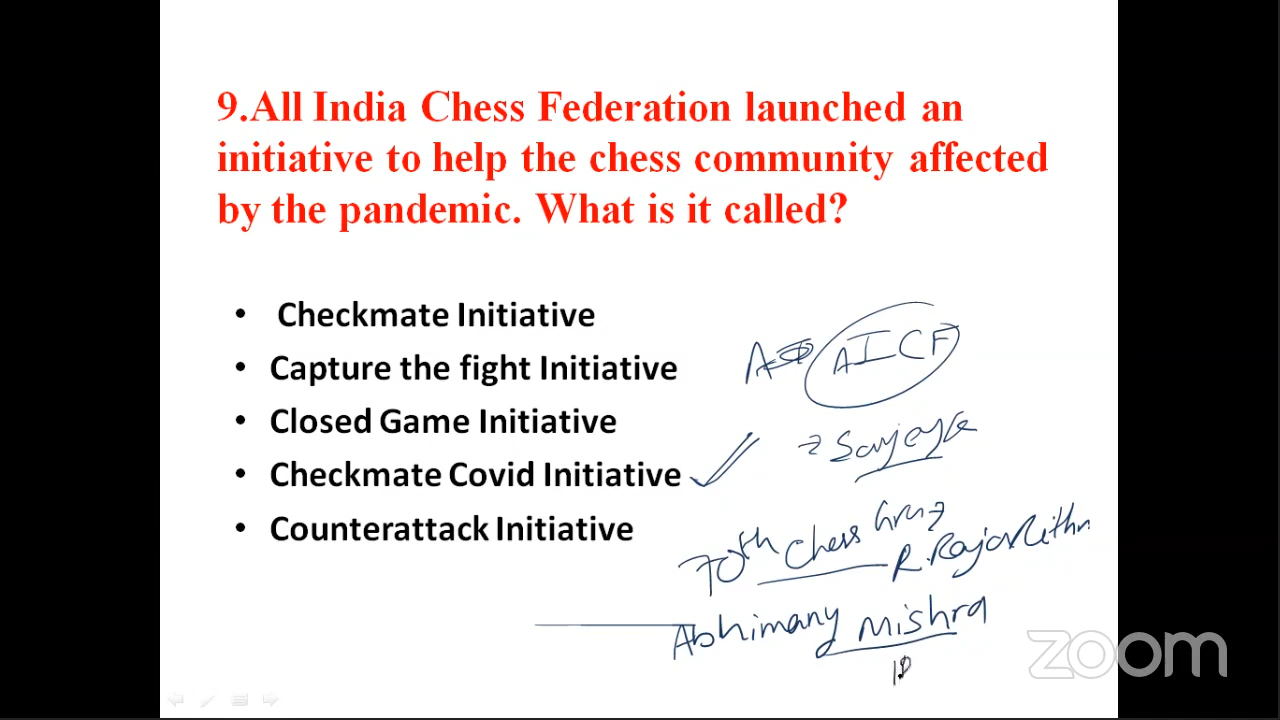 9.All India Chess Federation launched an
initiative to help the chess community affected
by the pandemic. What is it called?
• Checkmate Initiative
• Capture the fight Initiative
• Closed Game Initiative
• Checkmate Covid Initiative
• Counterattack Initiative
AICF
70th Chess
Abhimany Mishra
zoom